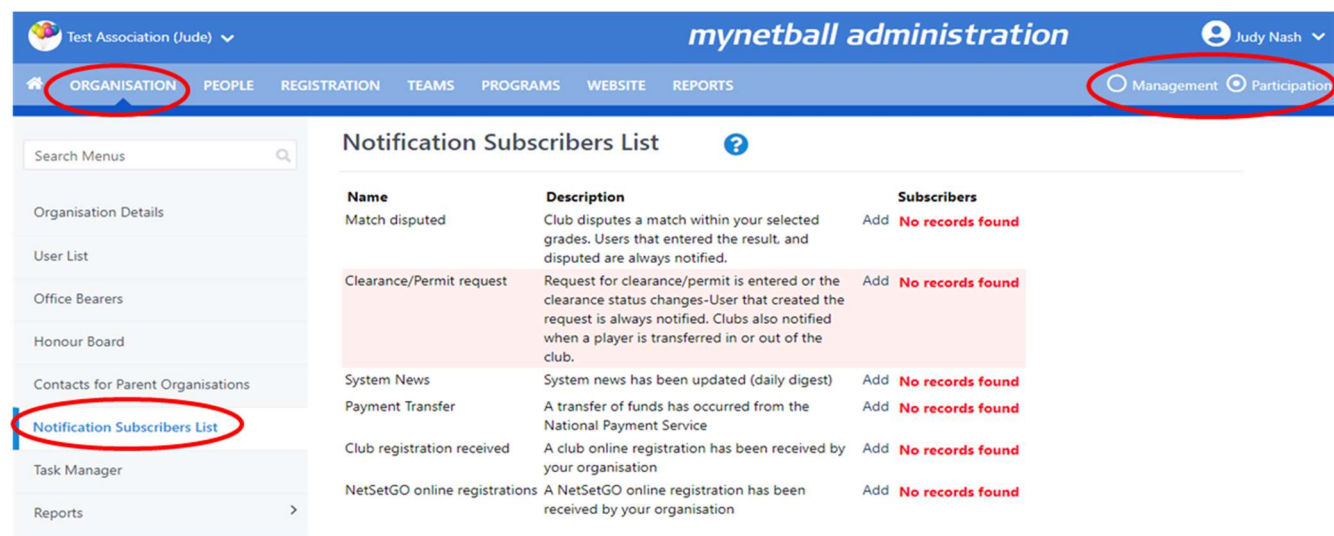 Test Association (Jude)
mynetball administration
Judy Nash
ORGANISATION PEOPLE REGISTRATION TEAMS PROGRAMS WEBSITE REPORTS
Management Participation
Search Menus
Organisation Details
User List
Office Bearers
Honour Board
Contacts for Parent Organisations
Notification Subscribers List
Task Manager
Reports
Notification Subscribers List
Name Description Subscribers
Match disputed Club disputes a match within your selected Add No records found
grades. Users that entered the result, and
disputed are always notified.
Clearance/Permit request Request for clearance/permit is entered or the Add No records found
clearance status changes-User that created the
request is always notified. Clubs also notified
when a player is transferred in or out of the
club.
System News System news has been updated (daily digest) Add No records found
Payment Transfer A transfer of funds has occurred from the Add No records found
National Payment Service
Club registration received A club online registration has been received by Add No records found
your organisation
NetSetGO online registrations A NetSetGO online registration has been Add No records found
received by your organisation